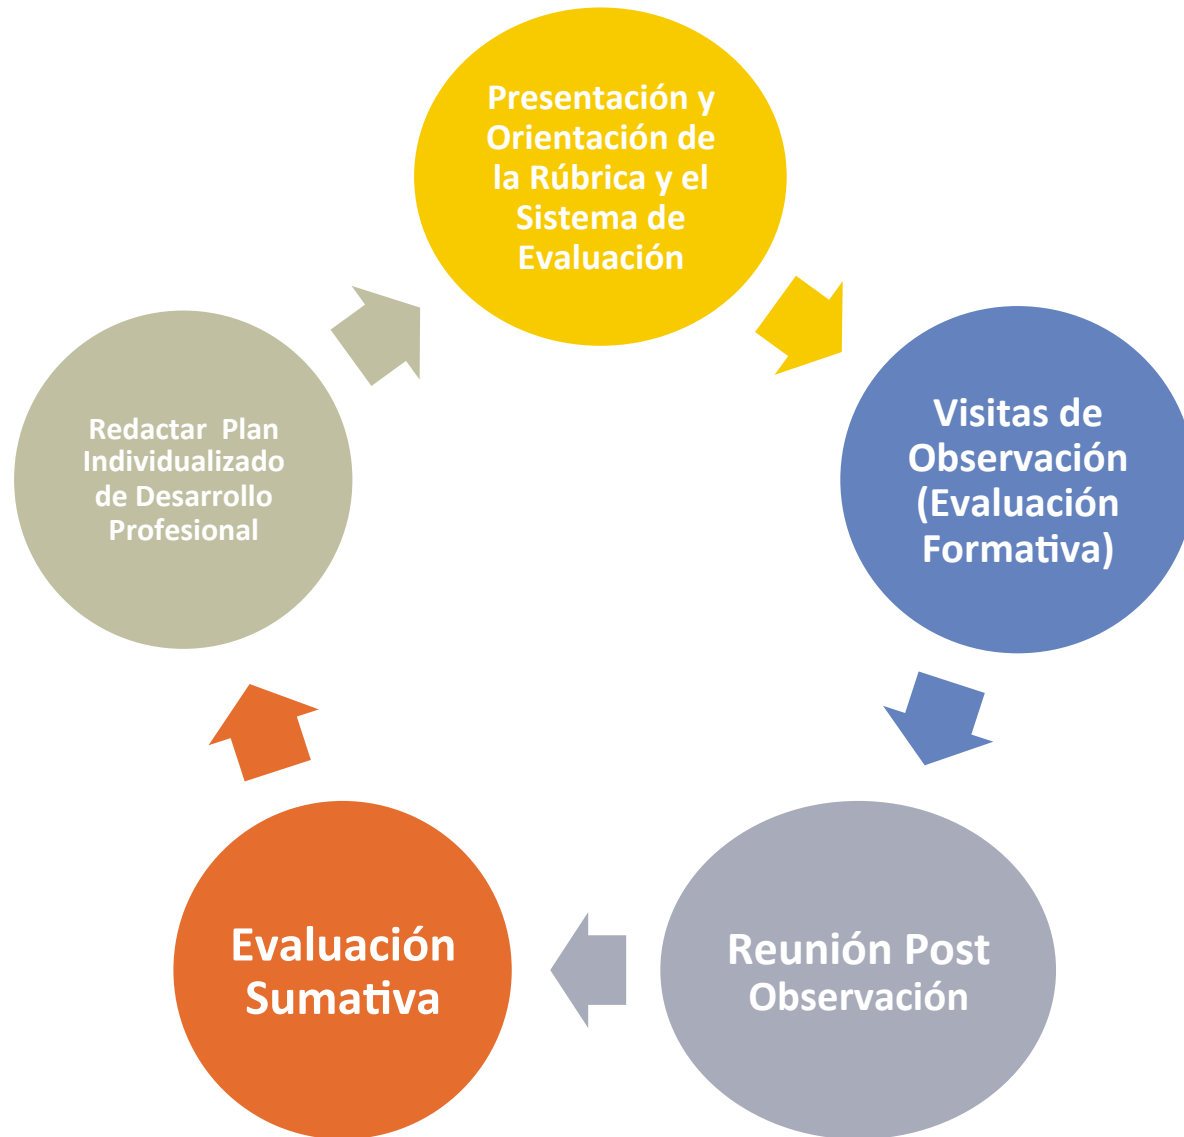 Presentación y
Orientación de
la Rúbrica y el
Sistema de
Evaluación
Visitas de
Observación
(Evaluación
Formativa)
Reunión Post
Observación
Evaluación
Sumativa
Redactar Plan
Individualizado
de Desarrollo
Profesional